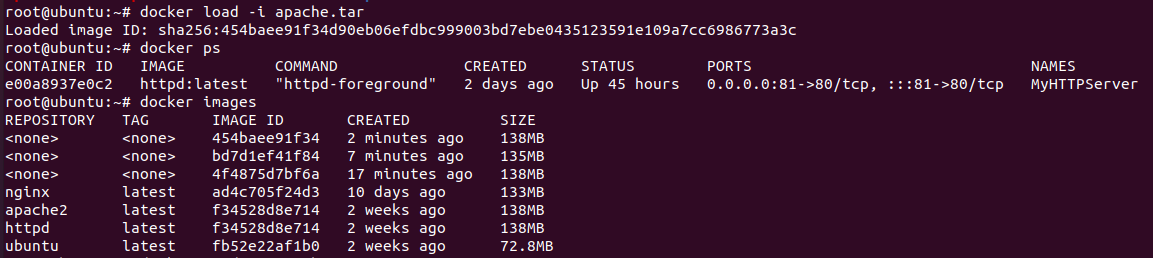 root@ubuntu:~# docker load -i apache.tar
Loaded image ID: sha256:454baee91f34d90eb06efdbc999003bd7ebe0435123591e109a7cc6986773a3c
root@ubuntu:~# docker ps
CONTAINER ID   IMAGE          COMMAND              CREATED      STATUS        PORTS                               NAMES
e00a8937e0c2   httpd:latest   "httpd-foreground"   2 days ago   Up 45 hours   0.0.0.0:81->80/tcp, :::81->80/tcp   MyHTTPServer
root@ubuntu:~# docker images
REPOSITORY   TAG       IMAGE ID       CREATED          SIZE
<none>       <none>    454baee91f34   2 minutes ago    138MB
<none>       <none>    bd7d1ef41f84   7 minutes ago    135MB
<none>       <none>    4f4875d7bf6a   17 minutes ago   138MB
nginx        latest    ad4c705f24d3   10 days ago      133MB
apache2      latest    f34528d8e714   2 weeks ago      138MB
httpd        latest    f34528d8e714   2 weeks ago      138MB
ubuntu       latest    fb52e22af1b0   2 weeks ago      72.8MB